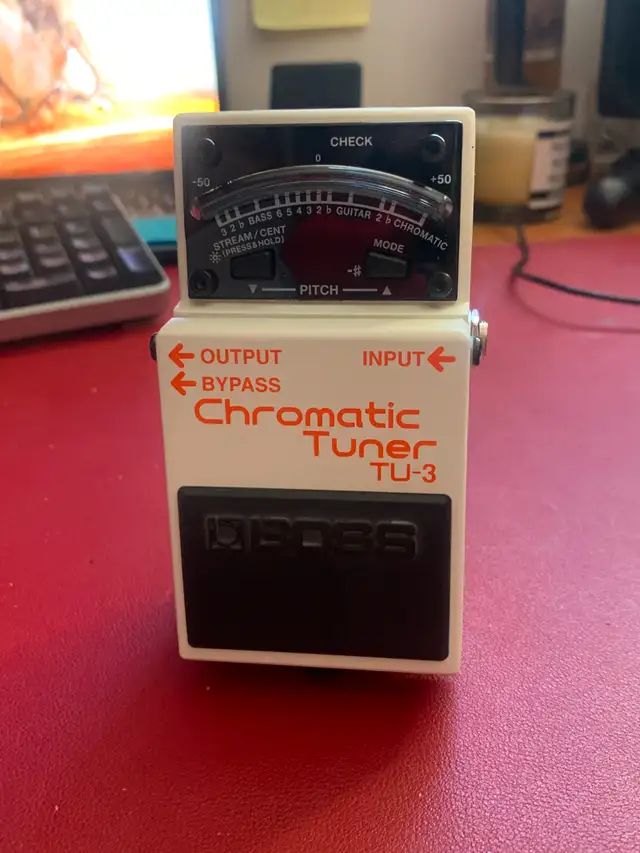 CHECK
0
-50 +50
3 2 ♭ BASS 6 5 4 3 2 ♭ GUITAR 2 ♭ CHROMATIC
STREAM / CENT
(PRESS & HOLD)
MODE
-♯
▼ PITCH ▲
← OUTPUT INPUT ←
← BYPASS
Chromatic
Tuner
TU-3
BOSS